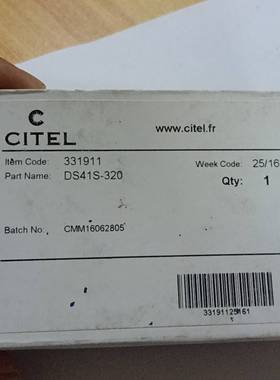 C
CITEL
www.citel.fr
Item Code: 331911
Week Code: 25/16
Part Name: DS41S-320
Qty: 1
Batch No: CMM16062805
33191125161